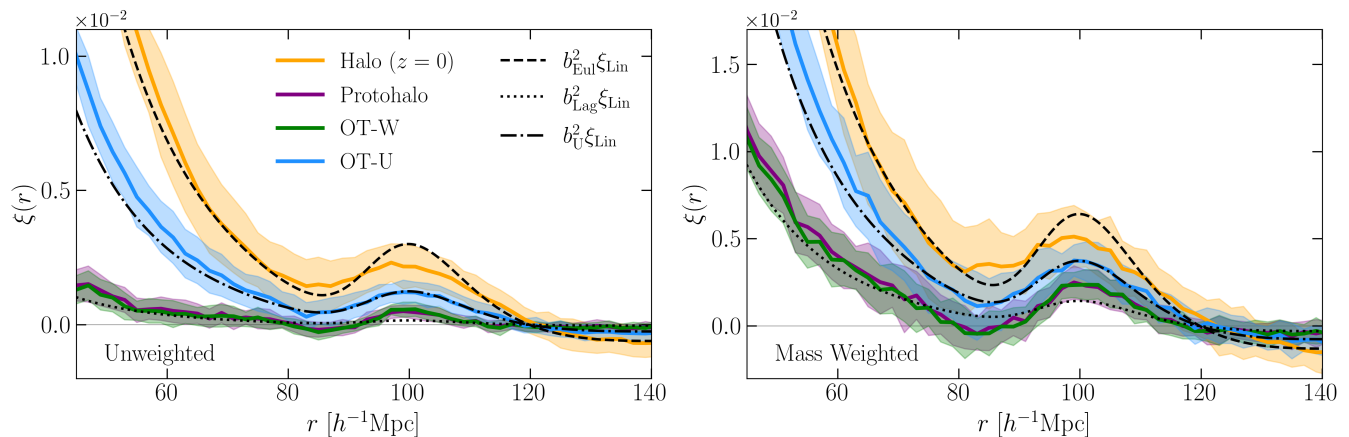 ×10⁻²
1.0
0.5
0.0
ξ(r)
Halo (z = 0)
Protohalo
OT-W
OT-U
b²_Eul ξ_Lin
b²_Lag ξ_Lin
b²_U ξ_Lin
Unweighted
60 80 100 120 140
r [h⁻¹Mpc]
×10⁻²
1.5
1.0
0.5
0.0
ξ(r)
Mass Weighted
60 80 100 120 140
r [h⁻¹Mpc]